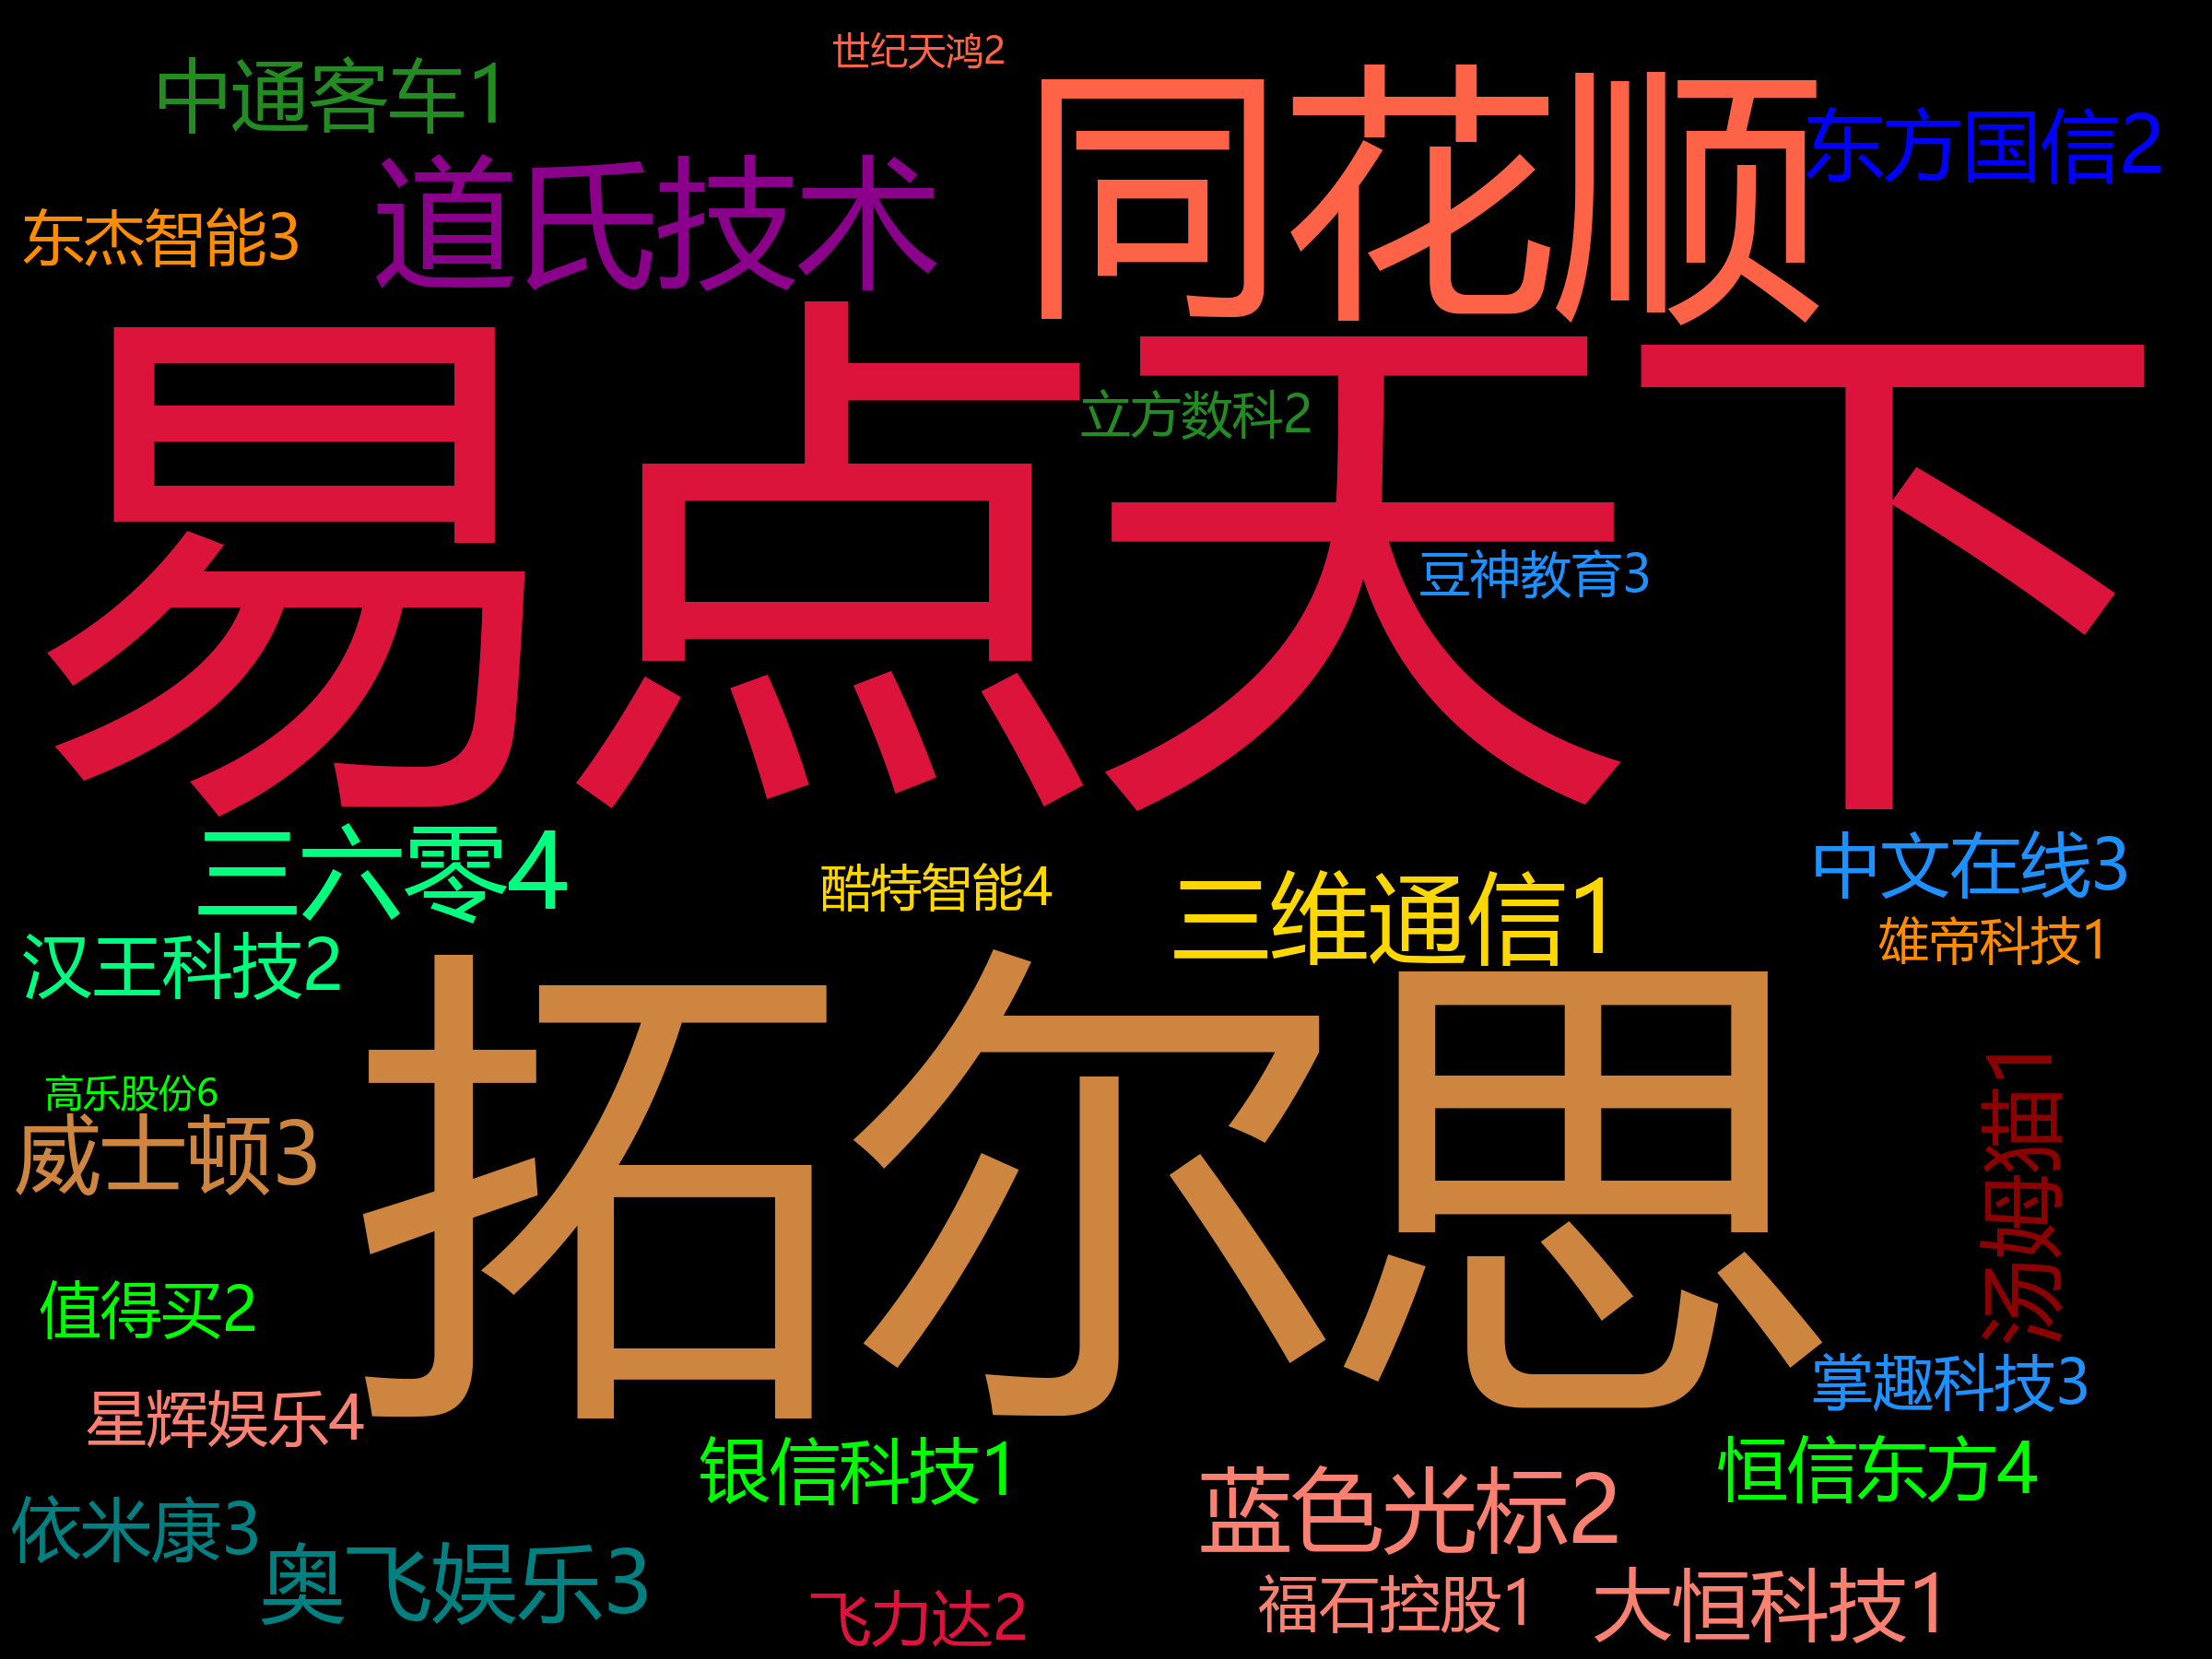 世纪天鸿2
中通客车1
同花顺
东方国信2
道氏技术
东杰智能3
易点天下
立方数科2
豆神教育3
三六零4
酷特智能4
三维通信1
中文在线3
雄帝科技1
汉王科技2
拓尔思
高乐股份6
威士顿3
汤姆猫1
值得买2
掌趣科技3
星辉娱乐4
银信科技1
恒信东方4
蓝色光标2
依米康3
奥飞娱乐3
飞力达2
福石控股1
大恒科技1